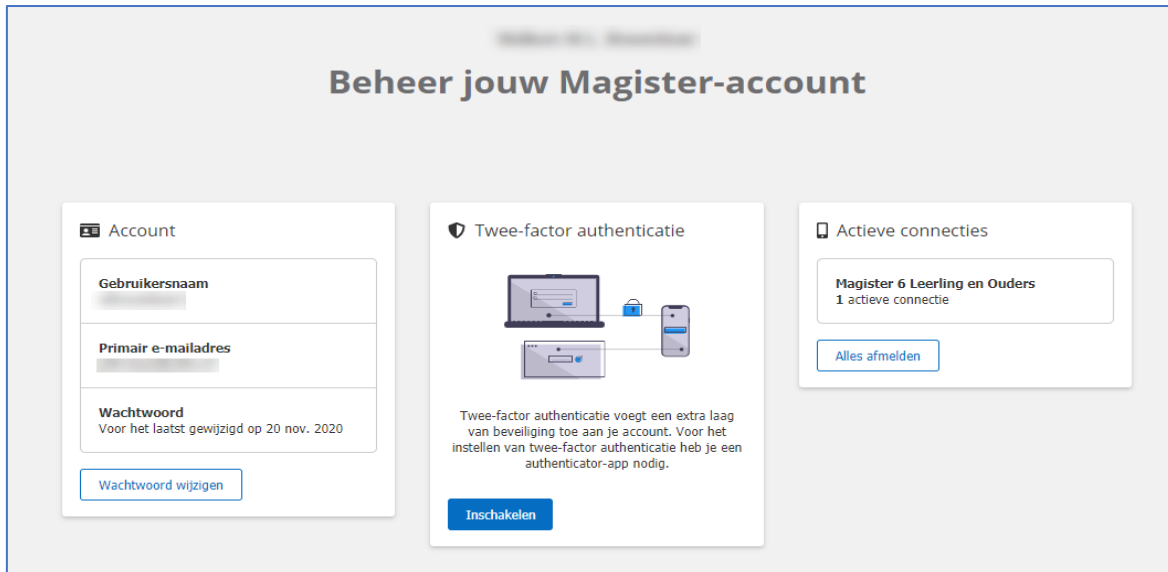 Beheer jouw Magister-account
Account
Gebruikersnaam
Primair e-mailadres
Wachtwoord
Voor het laatst gewijzigd op 20 nov. 2020
Wachtwoord wijzigen
Twee-factor authenticatie
Twee-factor authenticatie voegt een extra laag
van beveiliging toe aan je account. Voor het
instellen van twee-factor authenticatie heb je een
authenticator-app nodig.
Inschakelen
Actieve connecties
Magister 6 Leerling en Ouders
1 actieve connectie
Alles afmelden